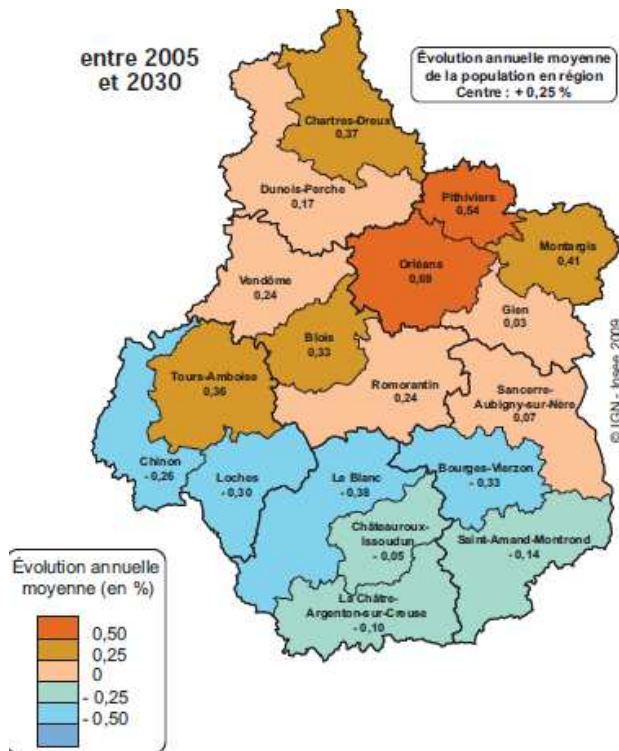 entre 2005
et 2030
Évolution annuelle moyenne
de la population en région
Centre : + 0,25 %
Chartres-Dreux
0,37
Dunois-Perche
0,17
Pithiviers
0,54
Montargis
0,41
Orléans
0,69
Vendôme
0,24
Gien
0,03
Blois
0,33
Tours-Amboise
0,36
Romorantin
0,24
Sancerre-
Aubigny-sur-Nère
0,07
Chinon
- 0,26
Loches
- 0,30
Le Blanc
- 0,38
Bourges-Vierzon
- 0,33
Châteauroux-
Issoudun
- 0,05
Saint-Amand-Montrond
- 0,14
La Châtre-
Argenton-sur-Creuse
- 0,10
© IGN - Insee 2009
Évolution annuelle
moyenne (en %)
0,50
0,25
0
- 0,25
- 0,50